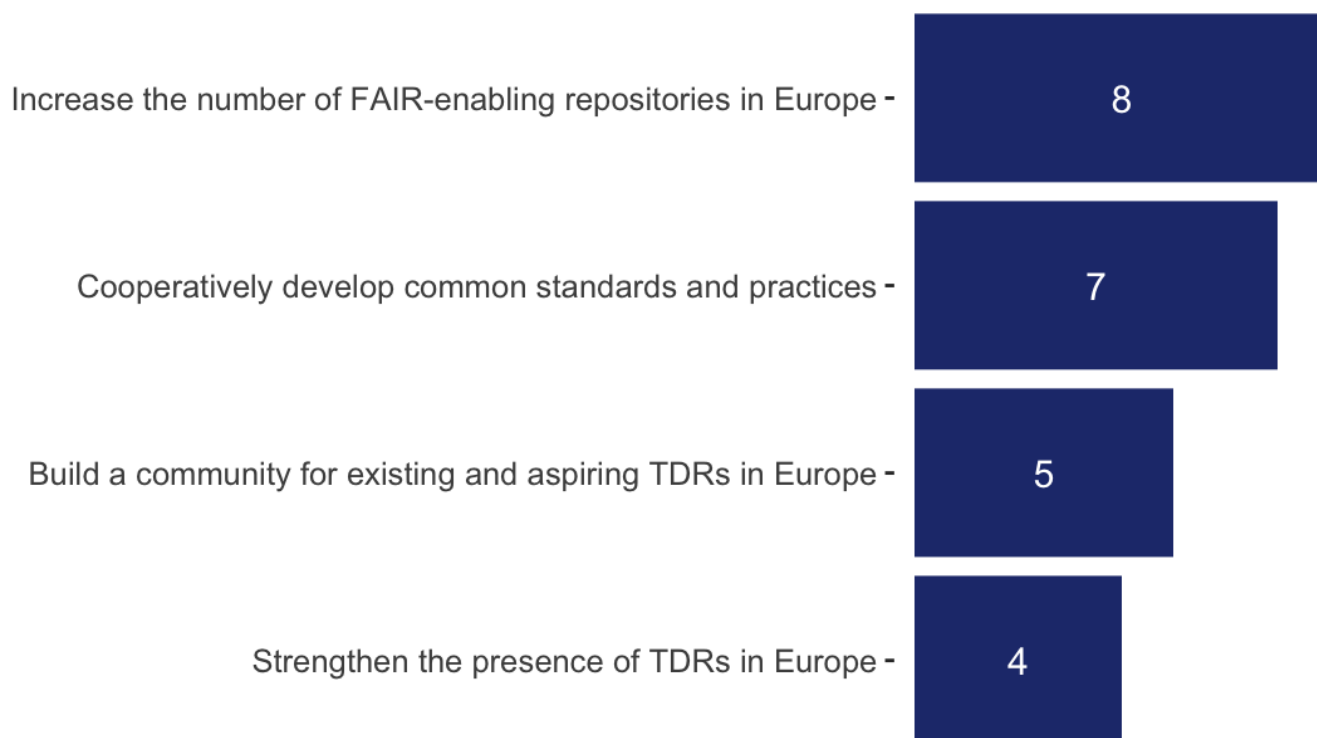 Increase the number of FAIR-enabling repositories in Europe
8
Cooperatively develop common standards and practices
7
Build a community for existing and aspiring TDRs in Europe
5
Strengthen the presence of TDRs in Europe
4